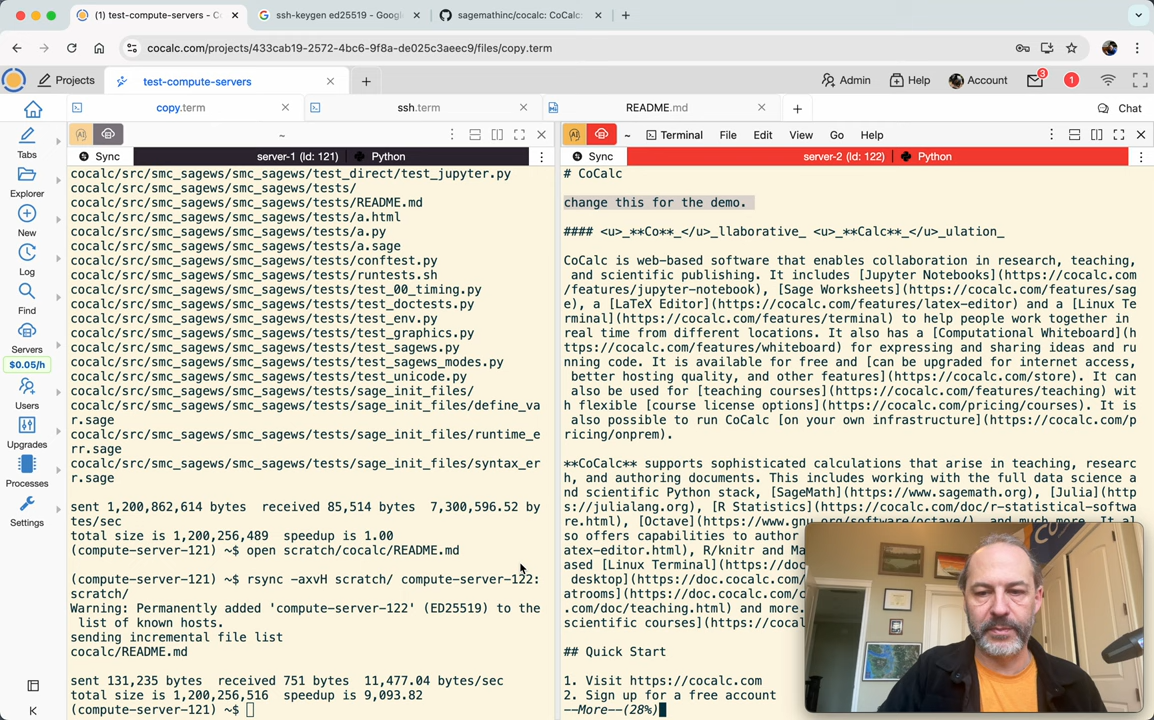 (1) test-compute-servers - C
ssh-keygen ed25519 - Googl
sagemathinc/cocalc: CoCalc:
cocalc.com/projects/433cab19-2572-4bc6-9f8a-de025c3aeec9/files/copy.term
Projects
test-compute-servers
Admin
Help
Account
3
1
copy.term
ssh.term
README.md
Chat
Tabs
Explorer
New
Log
Find
Servers
$0.05/h
Users
Upgrades
Processes
~
Sync
server-1 (Id: 121)
Python
cocalc/src/smc_sagews/smc_sagews/test_direct/test_jupyter.py
cocalc/src/smc_sagews/smc_sagews/tests/
cocalc/src/smc_sagews/smc_sagews/tests/README.md
cocalc/src/smc_sagews/smc_sagews/tests/a.html
cocalc/src/smc_sagews/smc_sagews/tests/a.py
cocalc/src/smc_sagews/smc_sagews/tests/a.sage
cocalc/src/smc_sagews/smc_sagews/tests/conftest.py
cocalc/src/smc_sagews/smc_sagews/tests/runtests.sh
cocalc/src/smc_sagews/smc_sagews/tests/test_00_timing.py
cocalc/src/smc_sagews/smc_sagews/tests/test_doctests.py
cocalc/src/smc_sagews/smc_sagews/tests/test_env.py
cocalc/src/smc_sagews/smc_sagews/tests/test_graphics.py
cocalc/src/smc_sagews/smc_sagews/tests/test_sagews.py
cocalc/src/smc_sagews/smc_sagews/tests/test_sagews_modes.py
cocalc/src/smc_sagews/smc_sagews/tests/test_unicode.py
cocalc/src/smc_sagews/smc_sagews/tests/sage_init_files/
cocalc/src/smc_sagews/smc_sagews/tests/sage_init_files/define_va
r.sage
cocalc/src/smc_sagews/smc_sagews/tests/sage_init_files/runtime_e
rr.sage
cocalc/src/smc_sagews/smc_sagews/tests/sage_init_files/syntax_er
r.sage
sent 1,200,862,614 bytes  received 85,514 bytes  7,300,596.52 by
tes/sec
total size is 1,200,256,489  speedup is 1.00
(compute-server-121) ~$ open scratch/cocalc/README.md
(compute-server-121) ~$ rsync -axvH scratch/ compute-server-122:
scratch/
Warning: Permanently added 'compute-server-122' (ED25519) to the
list of known hosts.
sending incremental file list
cocalc/README.md
sent 131,235 bytes  received 751 bytes  11,477.04 bytes/sec
total size is 1,200,256,516  speedup is 9,093.82
(compute-server-121) ~$
~ Terminal File Edit View Go Help
Sync
server-2 (Id: 122)
Python
# CoCalc
change this for the demo.
#### <u>_**Co**_</u>_llaborative_ <u>_**Calc**_</u>_ulation_
CoCalc is web-based software that enables collaboration in research, teaching,
and scientific publishing. It includes [Jupyter Notebooks](https://cocalc.com
/features/jupyter-notebook), [Sage Worksheets](https://cocalc.com/features/sag
e), a [LaTeX Editor](https://cocalc.com/features/latex-editor) and a [Linux Te
rminal](https://cocalc.com/features/terminal) to help people work together in
real time from different locations. It also has a [Computational Whiteboard](h
ttps://cocalc.com/features/whiteboard) for expressing and sharing ideas and ru
nning code. It is available for free and [can be upgraded for internet access,
better hosting quality, and other features](https://cocalc.com/store). It can
also be used for [teaching courses](https://cocalc.com/features/teaching) wit
h flexible [course license options](https://cocalc.com/pricing/courses). It is
also possible to run CoCalc [on your own infrastructure](https://cocalc.com/p
ricing/onprem).
**CoCalc** supports sophisticated calculations that arise in teaching, researc
h, and authoring documents. This includes working with the full data science a
nd scientific Python stack, [SageMath](https://www.sagemath.org), [Julia](http
s://julialang.org), [R Statistics](https://cocalc.com/doc/r-statistical-softwa
re.html), [Octave](https://www.gnu.org/software/octave/), and much more. It al
so offers capabilities to author
atex-editor.html), R/knitr and Ma
ased [Linux Terminal](https://doc
desktop](https://doc.cocalc.com/
atrooms](https://doc.cocalc.com/
.com/doc/teaching.html) and more.
scientific courses](https://coca
## Quick Start
1. Visit https://cocalc.com
2. Sign up for a free account
--More--(28%)